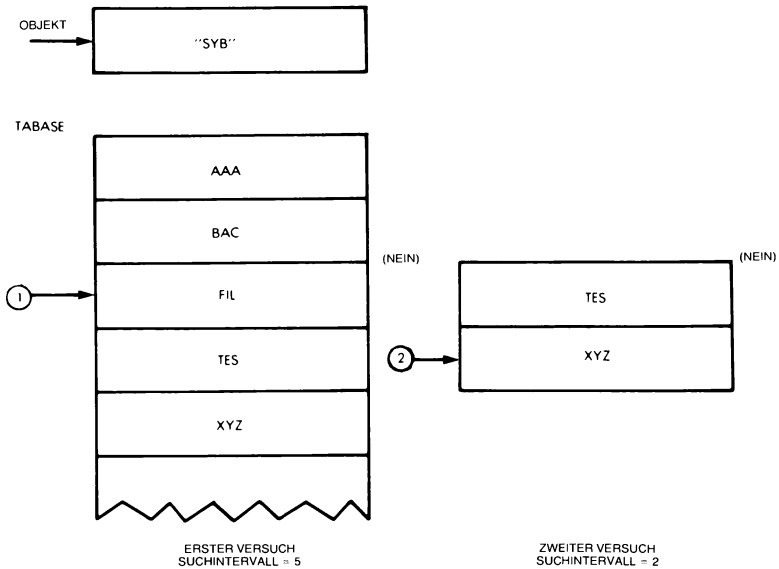 OBJEKT
"SYB"
TABASE
AAA
BAC
(NEIN)
1
FIL
TES
XYZ
(NEIN)
TES
2
XYZ
ERSTER VERSUCH
SUCHINTERVALL = 5
ZWEITER VERSUCH
SUCHINTERVALL = 2